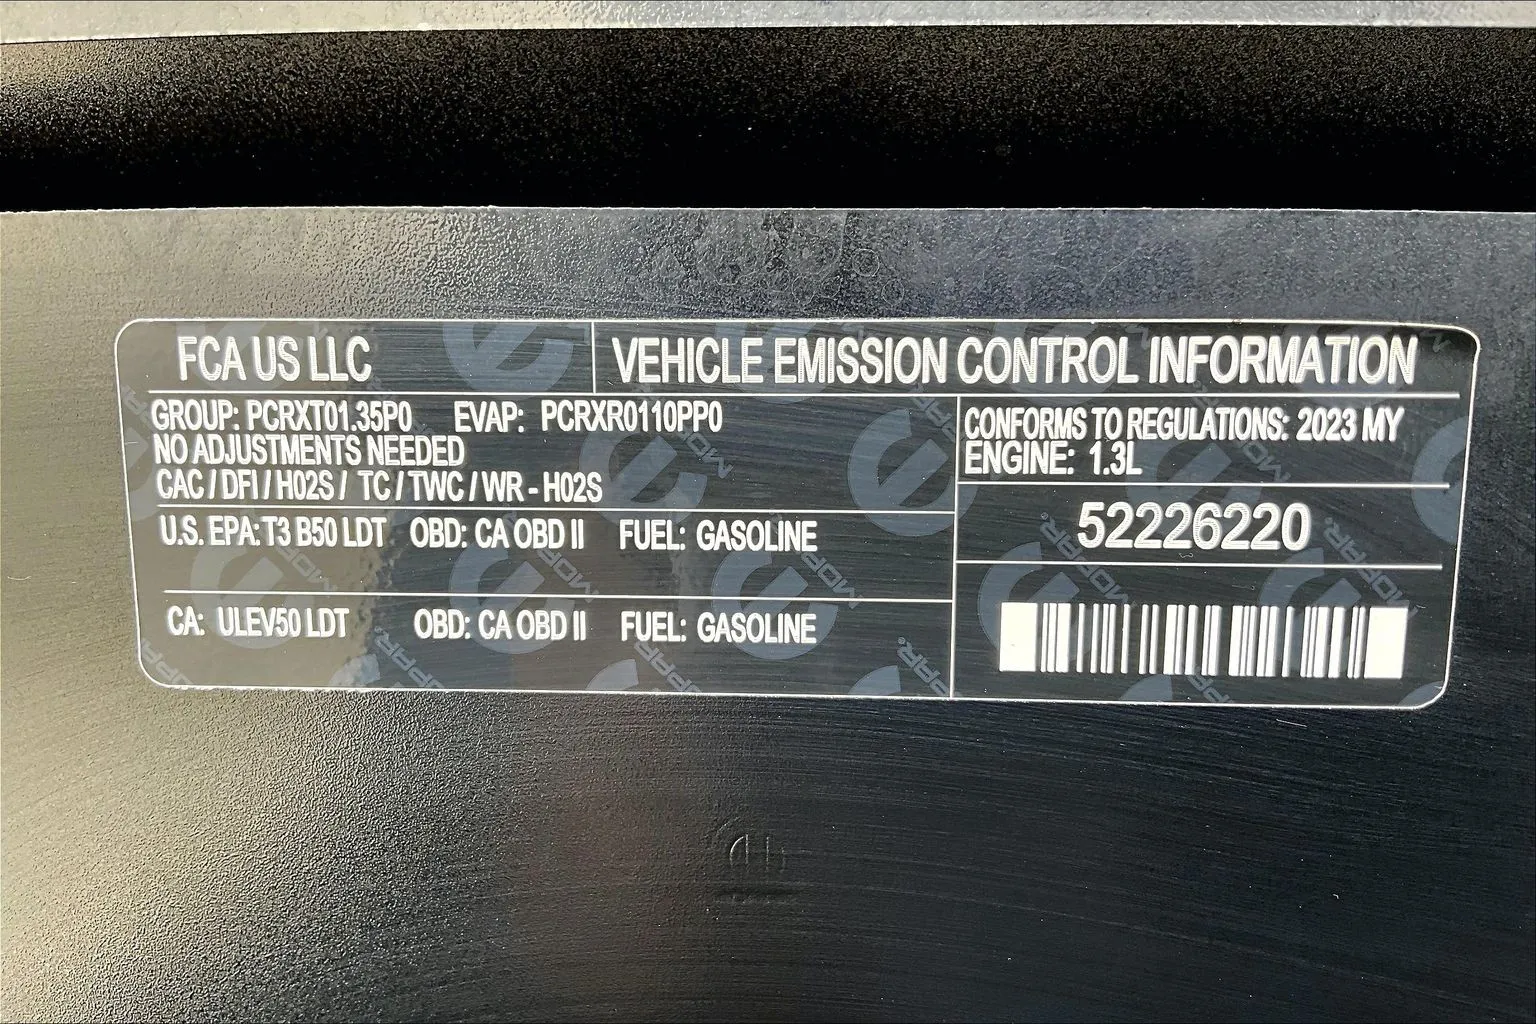 FCA US LLC
VEHICLE EMISSION CONTROL INFORMATION
GROUP: PCRXT01.35P0 EVAP: PCRXR0110PP0
NO ADJUSTMENTS NEEDED
CAC / DFI / H02S / TC / TWC / WR - H02S
U.S. EPA: T3 B50 LDT OBD: CA OBD II FUEL: GASOLINE
CA: ULEV50 LDT OBD: CA OBD II FUEL: GASOLINE
CONFORMS TO REGULATIONS: 2023 MY
ENGINE: 1.3L
52226220
MOPAR